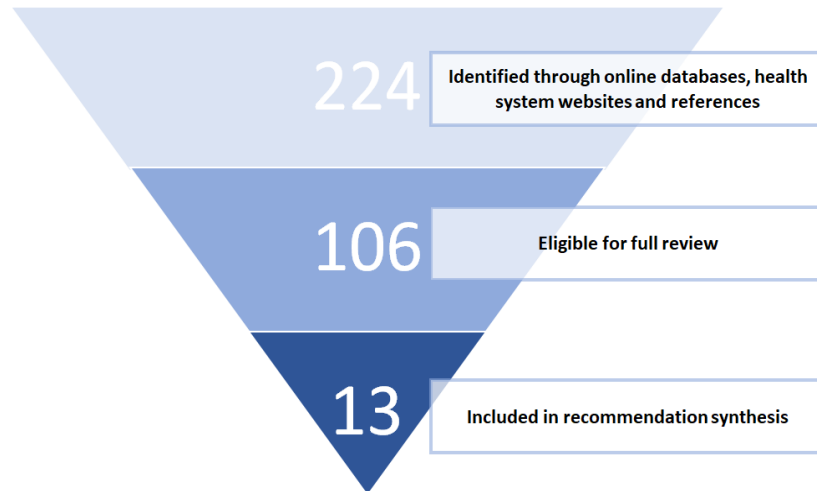 224
Identified through online databases, health
system websites and references
106
Eligible for full review
13
Included in recommendation synthesis